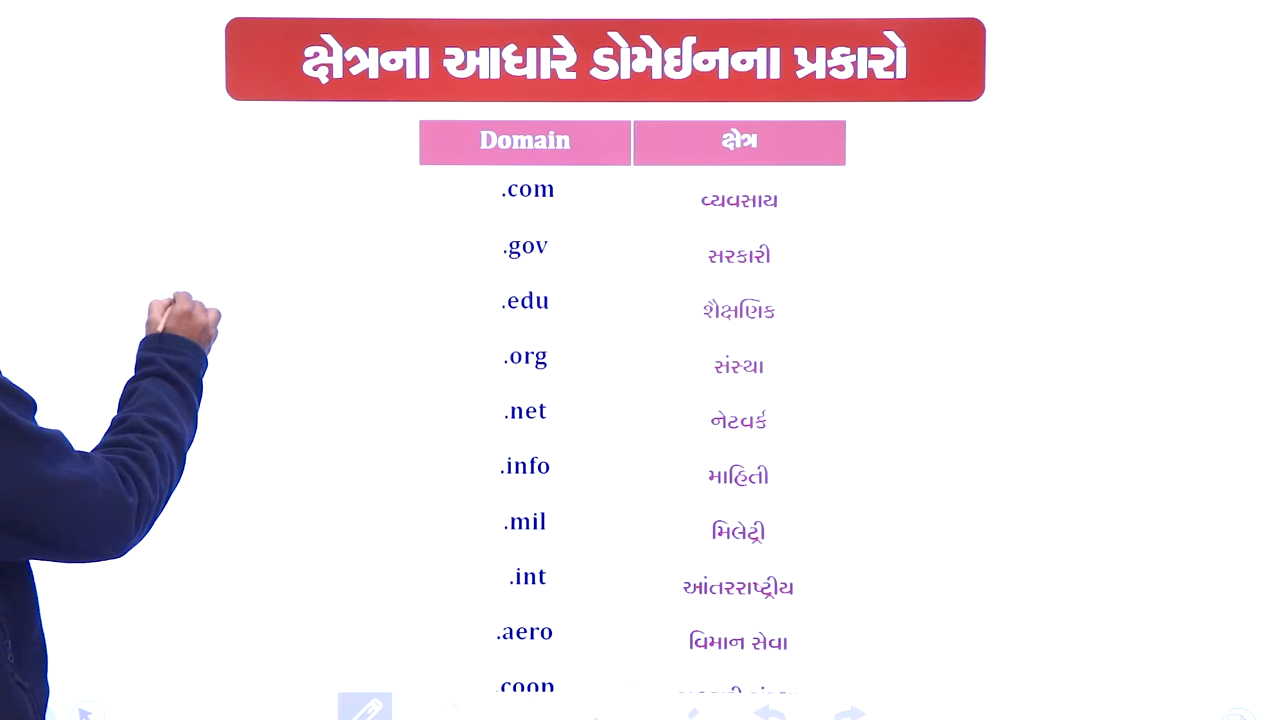 ક્ષેત્રના આધારે ડોમેઈનના પ્રકારો
Domain ક્ષેત્ર
.com વ્યવસાય
.gov સરકારી
.edu શૈક્ષણિક
.org સંસ્થા
.net નેટવર્ક
.info માહિતી
.mil મિલેટ્રી
.int આંતરરાષ્ટ્રીય
.aero વિમાન સેવા
.coop